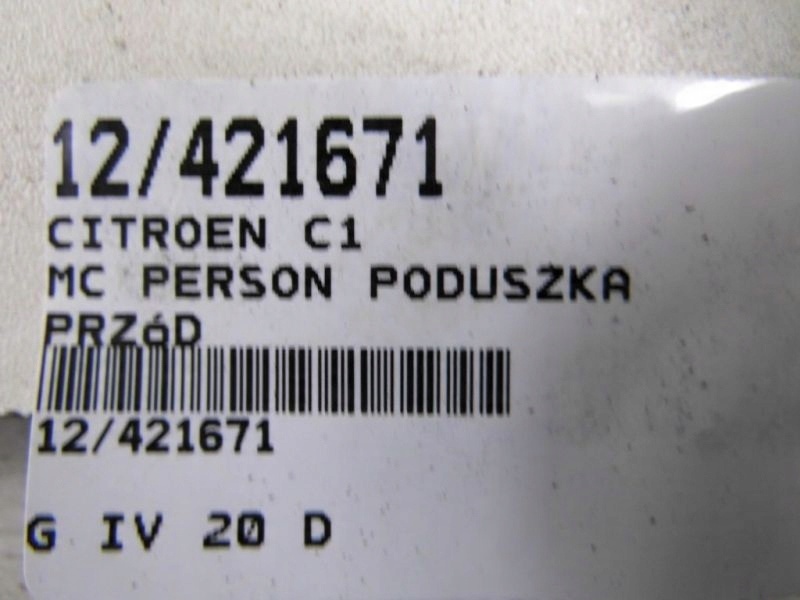 12/421671
CITROEN C1
MC PERSON PODUSZKA
PRZóD
12/421671
G IV 20 D